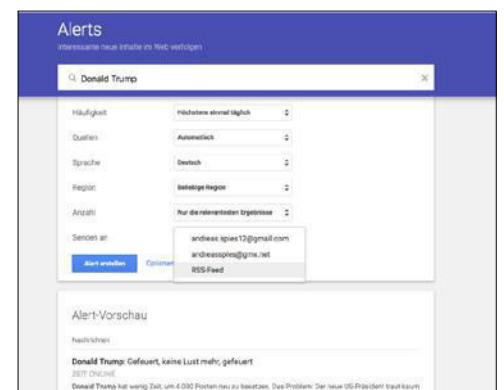 Alerts
Interessante neue Inhalte im Web verfolgen
Donald Trump
Häufigkeit Höchstens einmal täglich
Quellen Automatisch
Sprache Deutsch
Region Beliebige Region
Anzahl Nur die relevantesten Ergebnisse
Senden an
andreas.spies12@gmail.com
andreasspies@gmx.net
RSS-Feed
Alert erstellen
Alert-Vorschau
Nachrichten
Donald Trump: Gefeuert, keine Lust mehr, gefeuert
ZEIT ONLINE
Donald Trump hat wenig Zeit, um 4.000 Posten neu zu besetzen. Das Problem: Der neue US-Präsident traut kaum